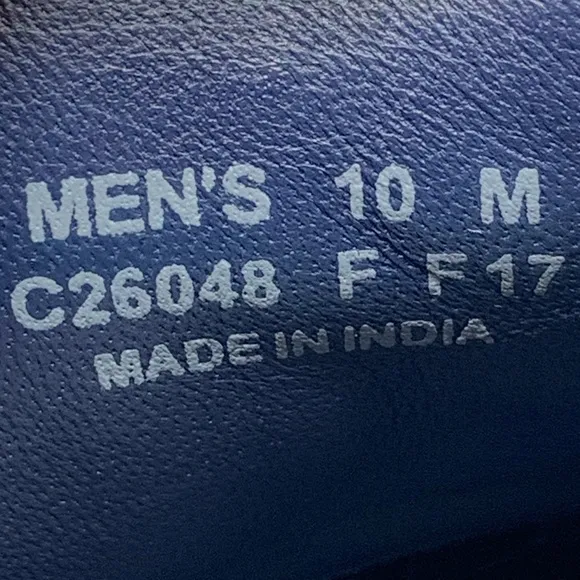 MEN'S 10 M
C26048 F F17
MADE IN INDIA